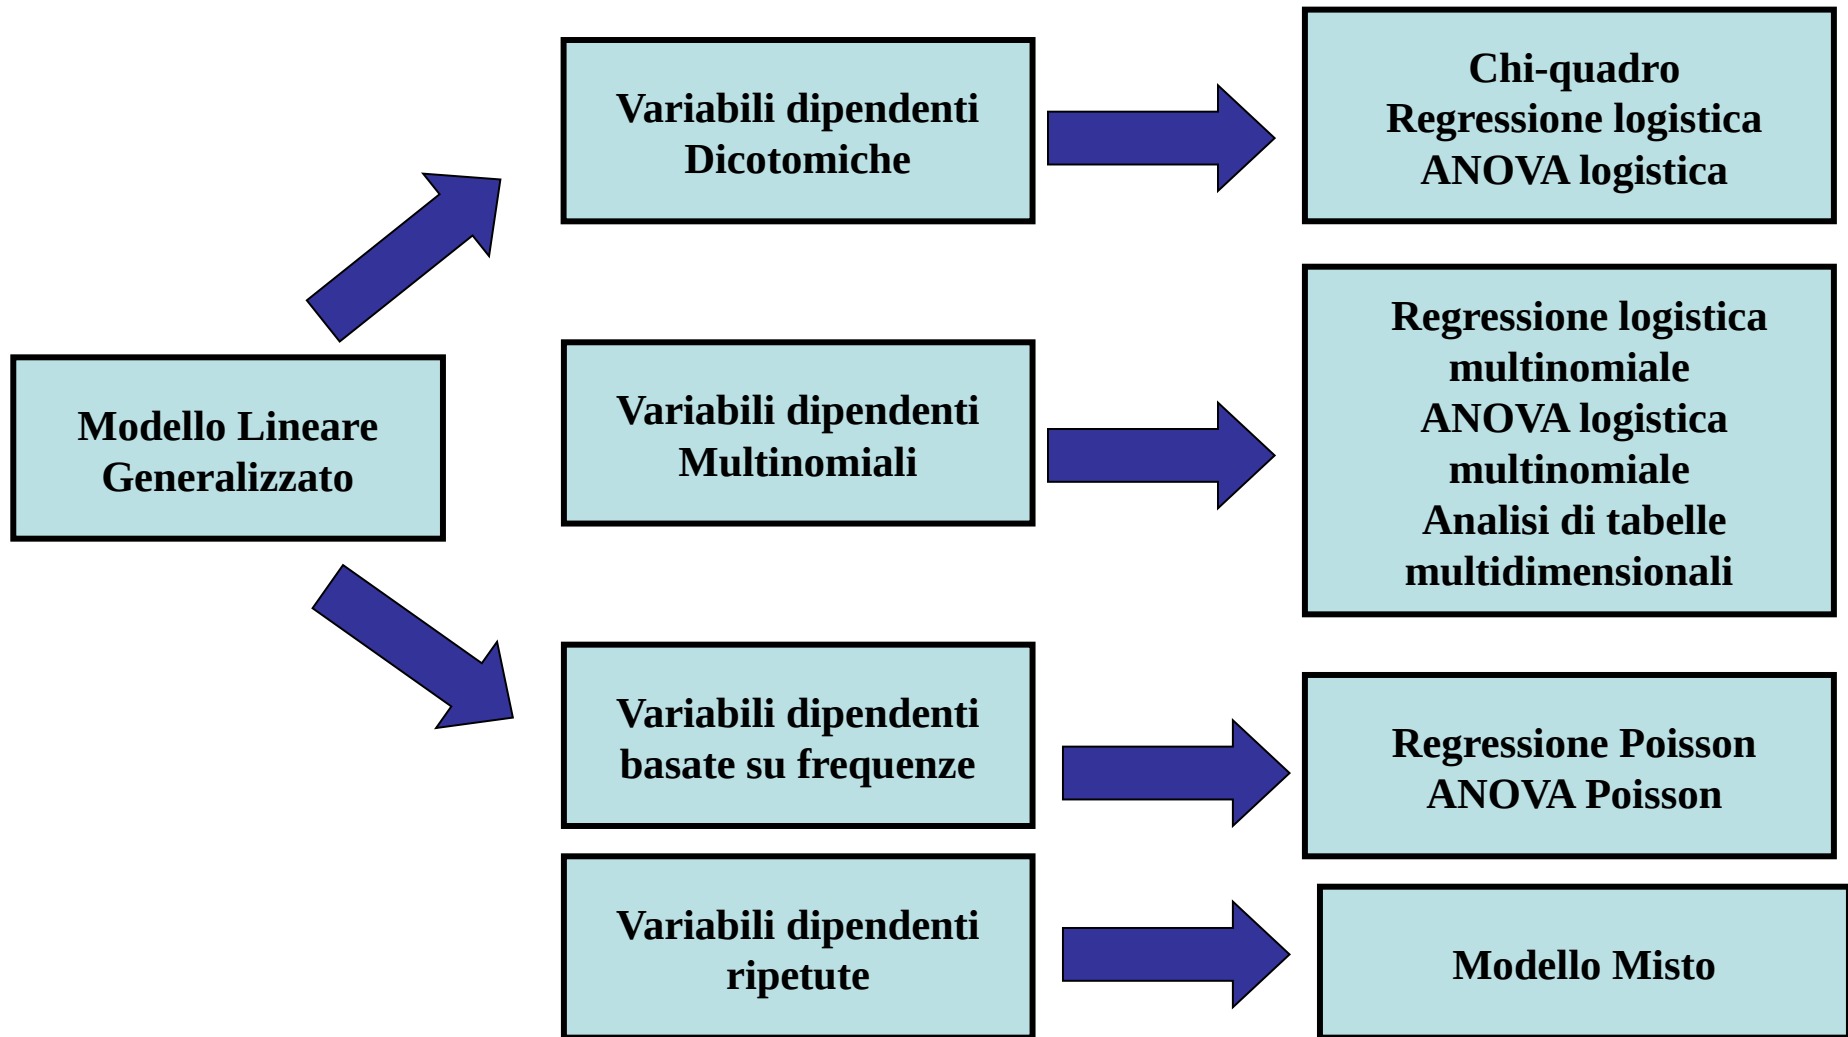 Modello Lineare
Generalizzato
Variabili dipendenti
Dicotomiche
Chi-quadro
Regressione logistica
ANOVA logistica
Variabili dipendenti
Multinomiali
Regressione logistica
multinomiale
ANOVA logistica
multinomiale
Analisi di tabelle
multidimensionali
Variabili dipendenti
basate su frequenze
Regressione Poisson
ANOVA Poisson
Variabili dipendenti
ripetute
Modello Misto